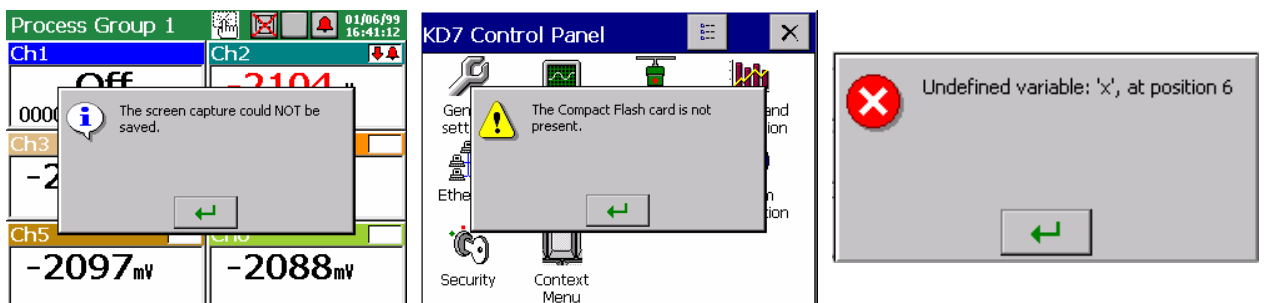 Process Group 1
01/06/99
16:41:12
Ch1
Ch2
Off
-2104
The screen capture could NOT be
saved.
Ch3
Ch5
-2097mV
-2088mV
KD7 Control Panel
The Compact Flash card is not
present.
Security
Context
Menu
Undefined variable: 'x', at position 6